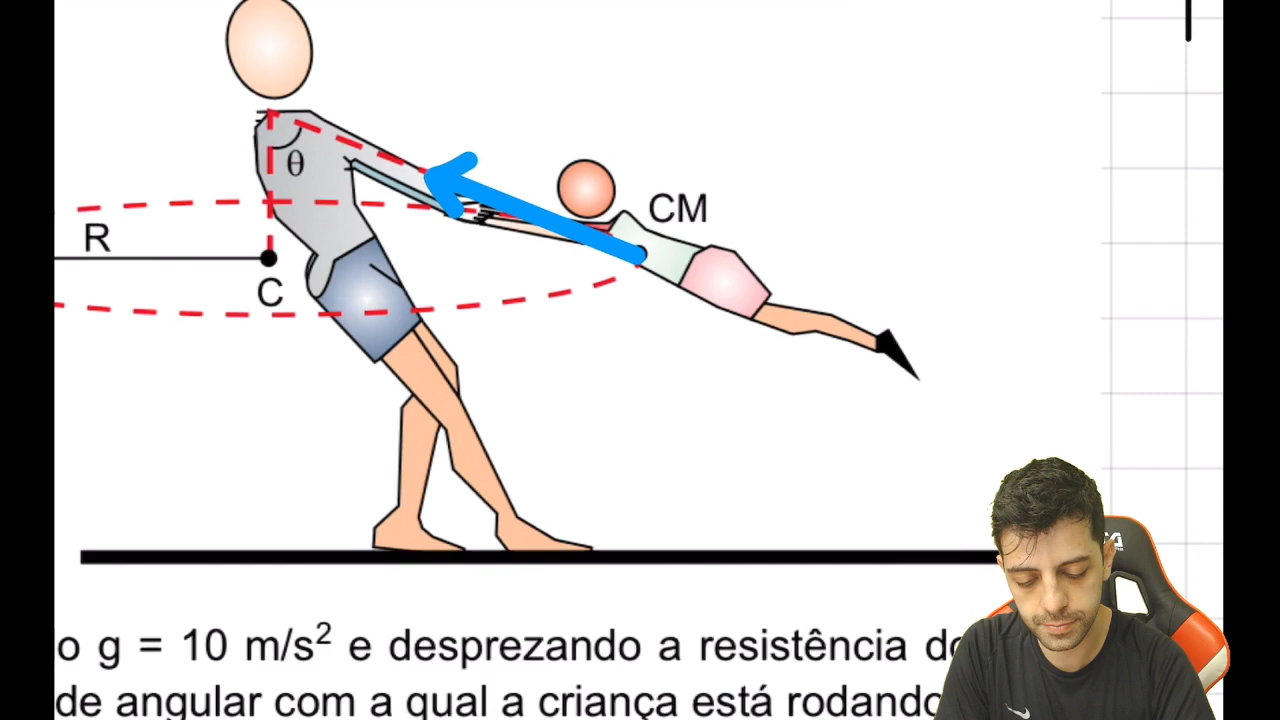 θ
CM
R
C
o g = 10 m/s² e desprezando a resistência
de angular com a qual a criança está rodando